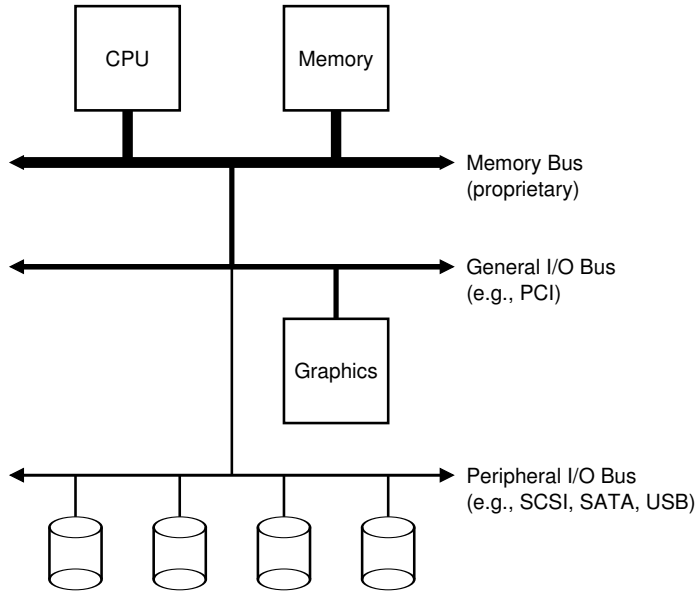 CPU
Memory
Memory Bus
(proprietary)
General I/O Bus
(e.g., PCI)
Graphics
Peripheral I/O Bus
(e.g., SCSI, SATA, USB)